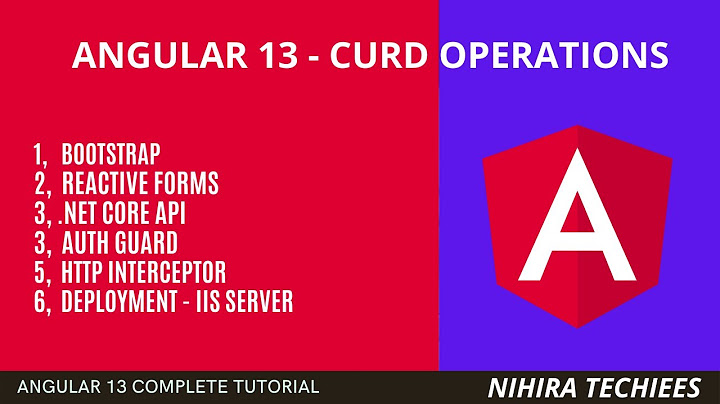 ANGULAR 13 - CURD OPERATIONS
1, BOOTSTRAP
2, REACTIVE FORMS
3, .NET CORE API
3, AUTH GUARD
5, HTTP INTERCEPTOR
6, DEPLOYMENT - IIS SERVER
A
ANGULAR 13 COMPLETE TUTORIAL
NIHIRA TECHIEES